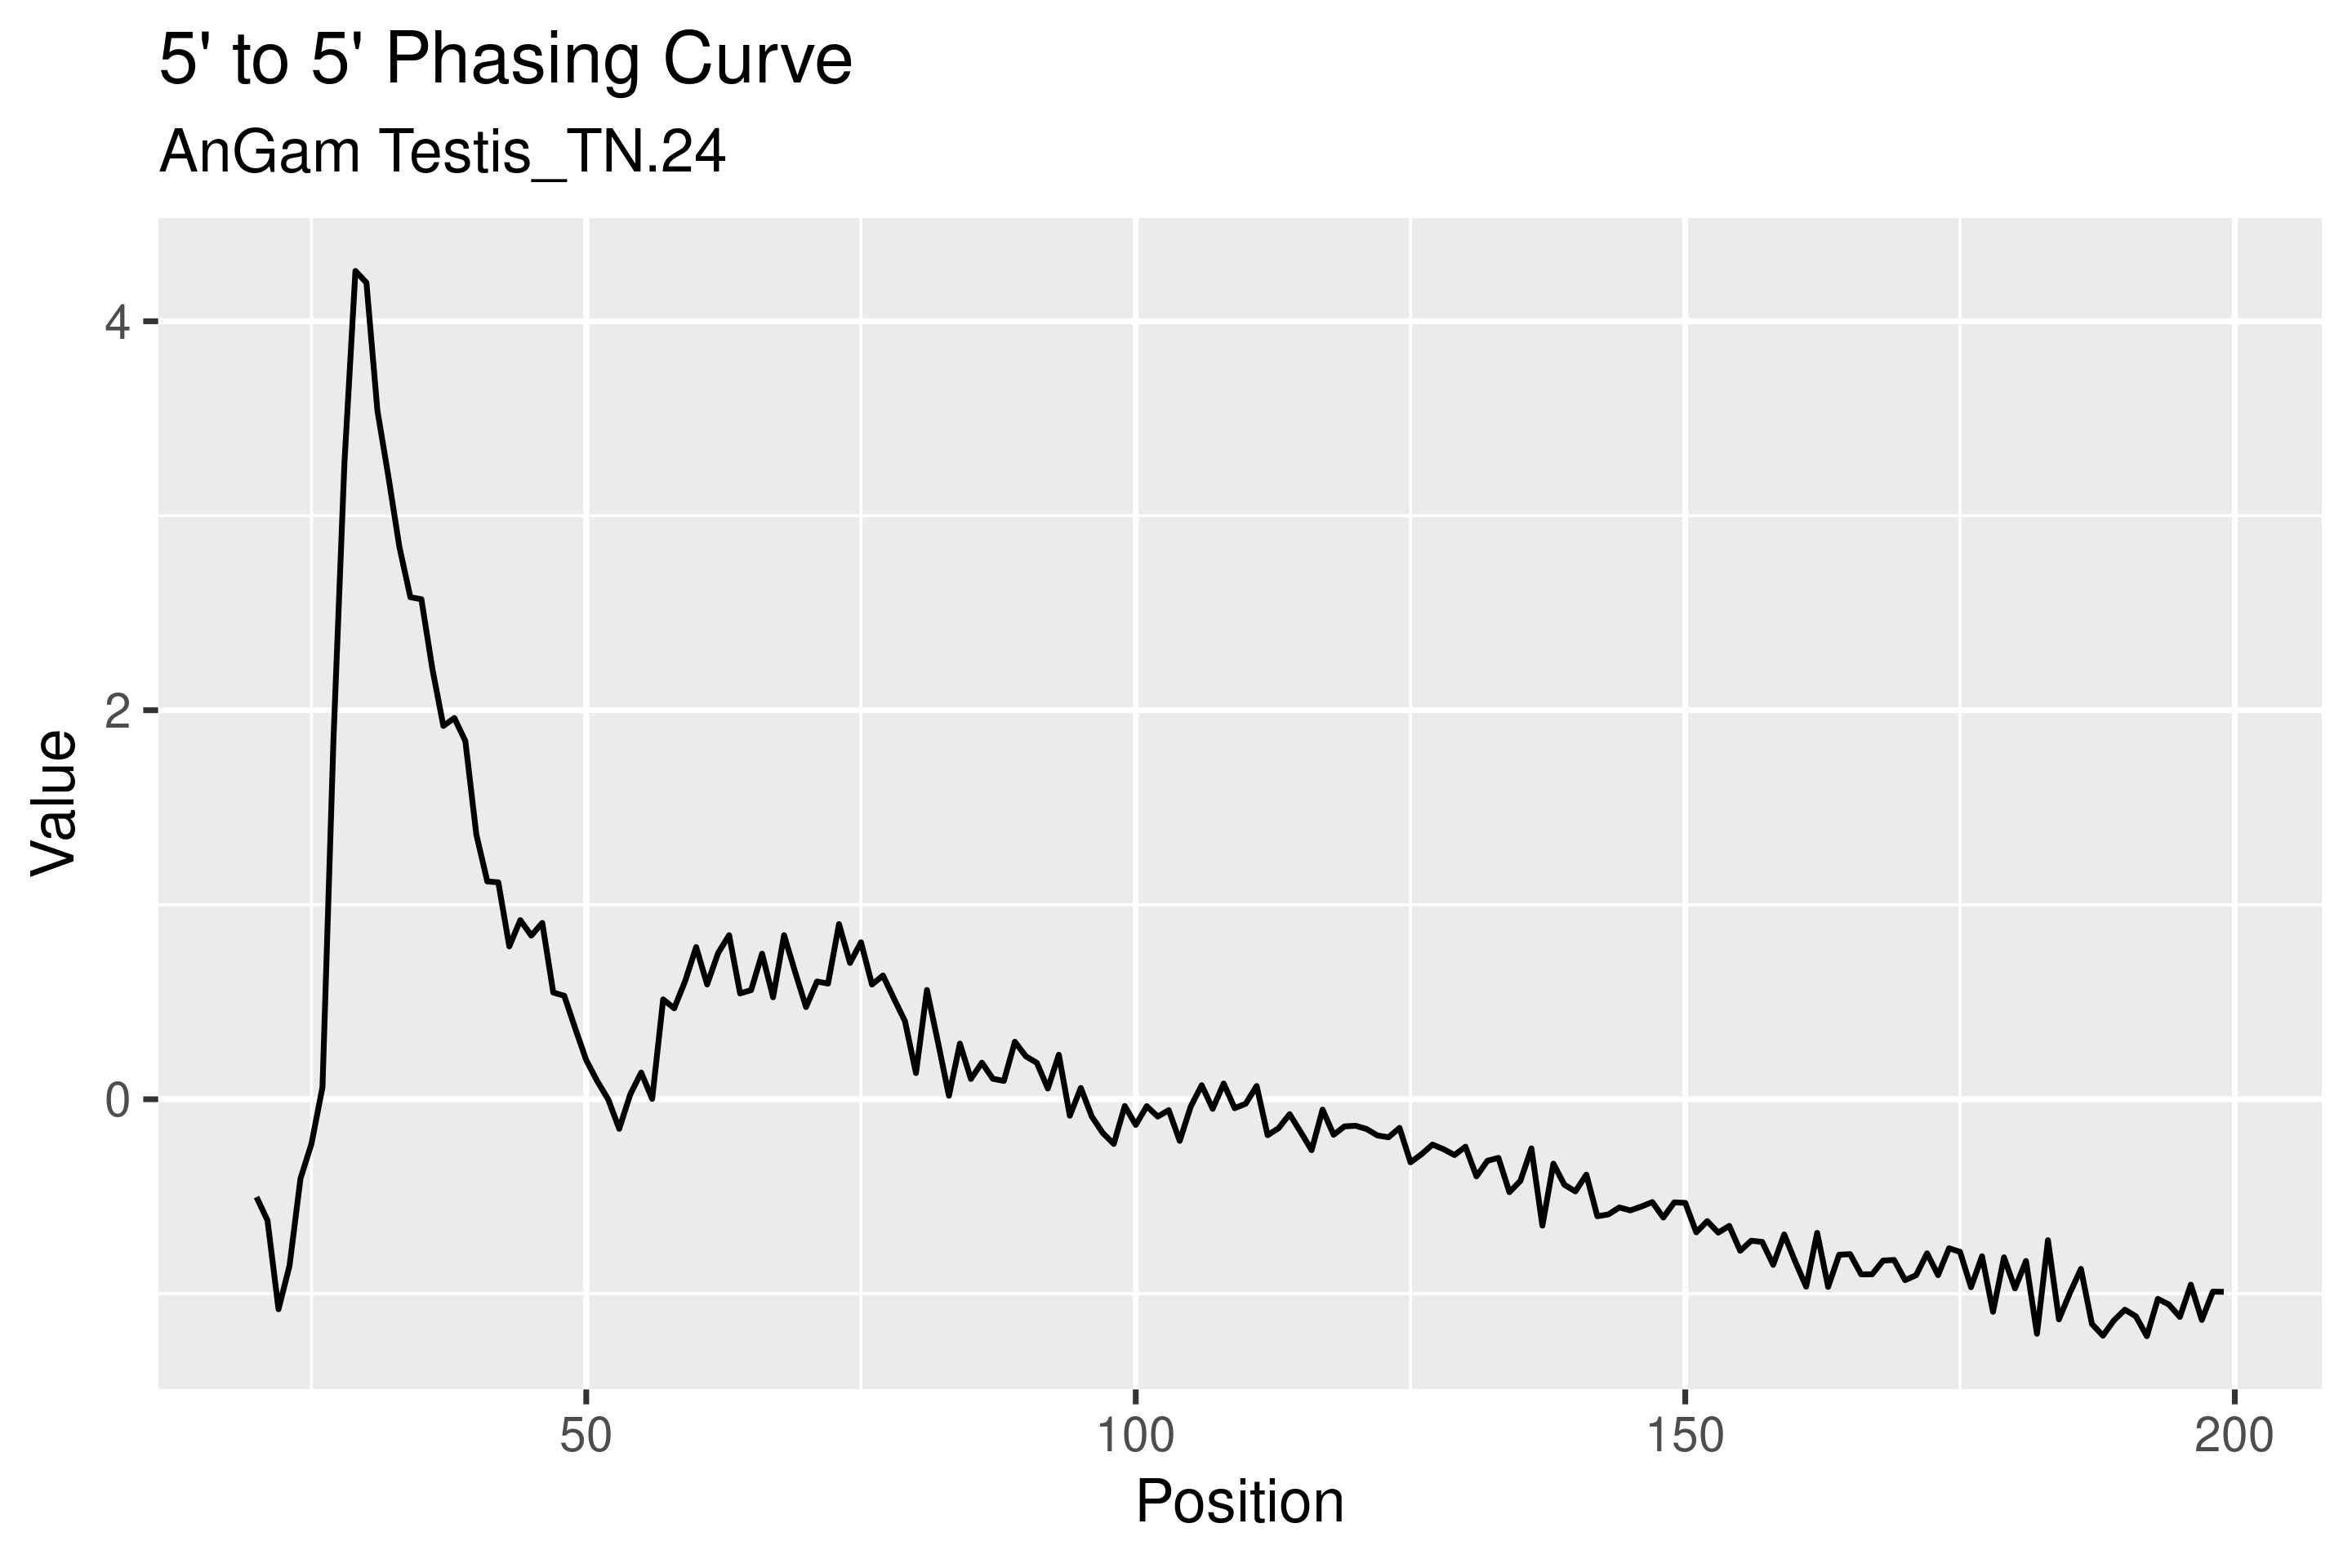 5' to 5' Phasing Curve
AnGam Testis_TN.24
4
2
0
Value
50
100
150
200
Position